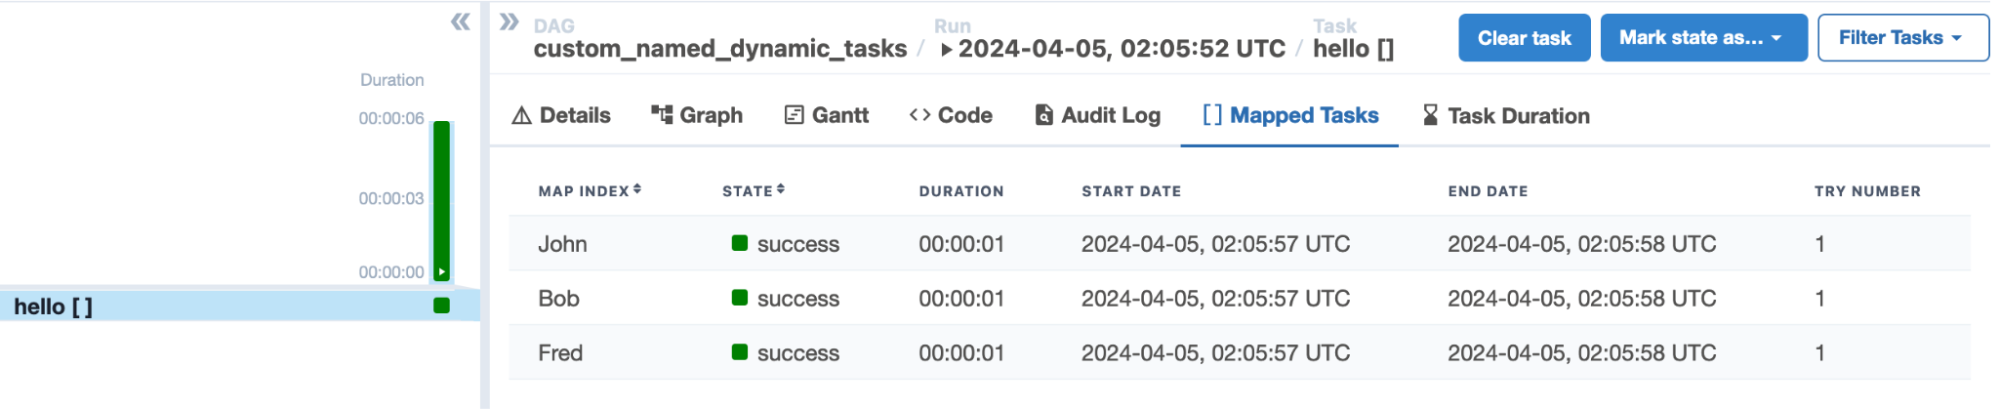 Duration
00:00:06
00:00:03
00:00:00
hello [ ]
DAG Run Task
custom_named_dynamic_tasks / 2024-04-05, 02:05:52 UTC / hello []
Clear task Mark state as... Filter Tasks
Details Graph Gantt Code Audit Log [ ] Mapped Tasks Task Duration
MAP INDEX STATE DURATION START DATE END DATE TRY NUMBER
John success 00:00:01 2024-04-05, 02:05:57 UTC 2024-04-05, 02:05:58 UTC 1
Bob success 00:00:01 2024-04-05, 02:05:57 UTC 2024-04-05, 02:05:58 UTC 1
Fred success 00:00:01 2024-04-05, 02:05:57 UTC 2024-04-05, 02:05:58 UTC 1